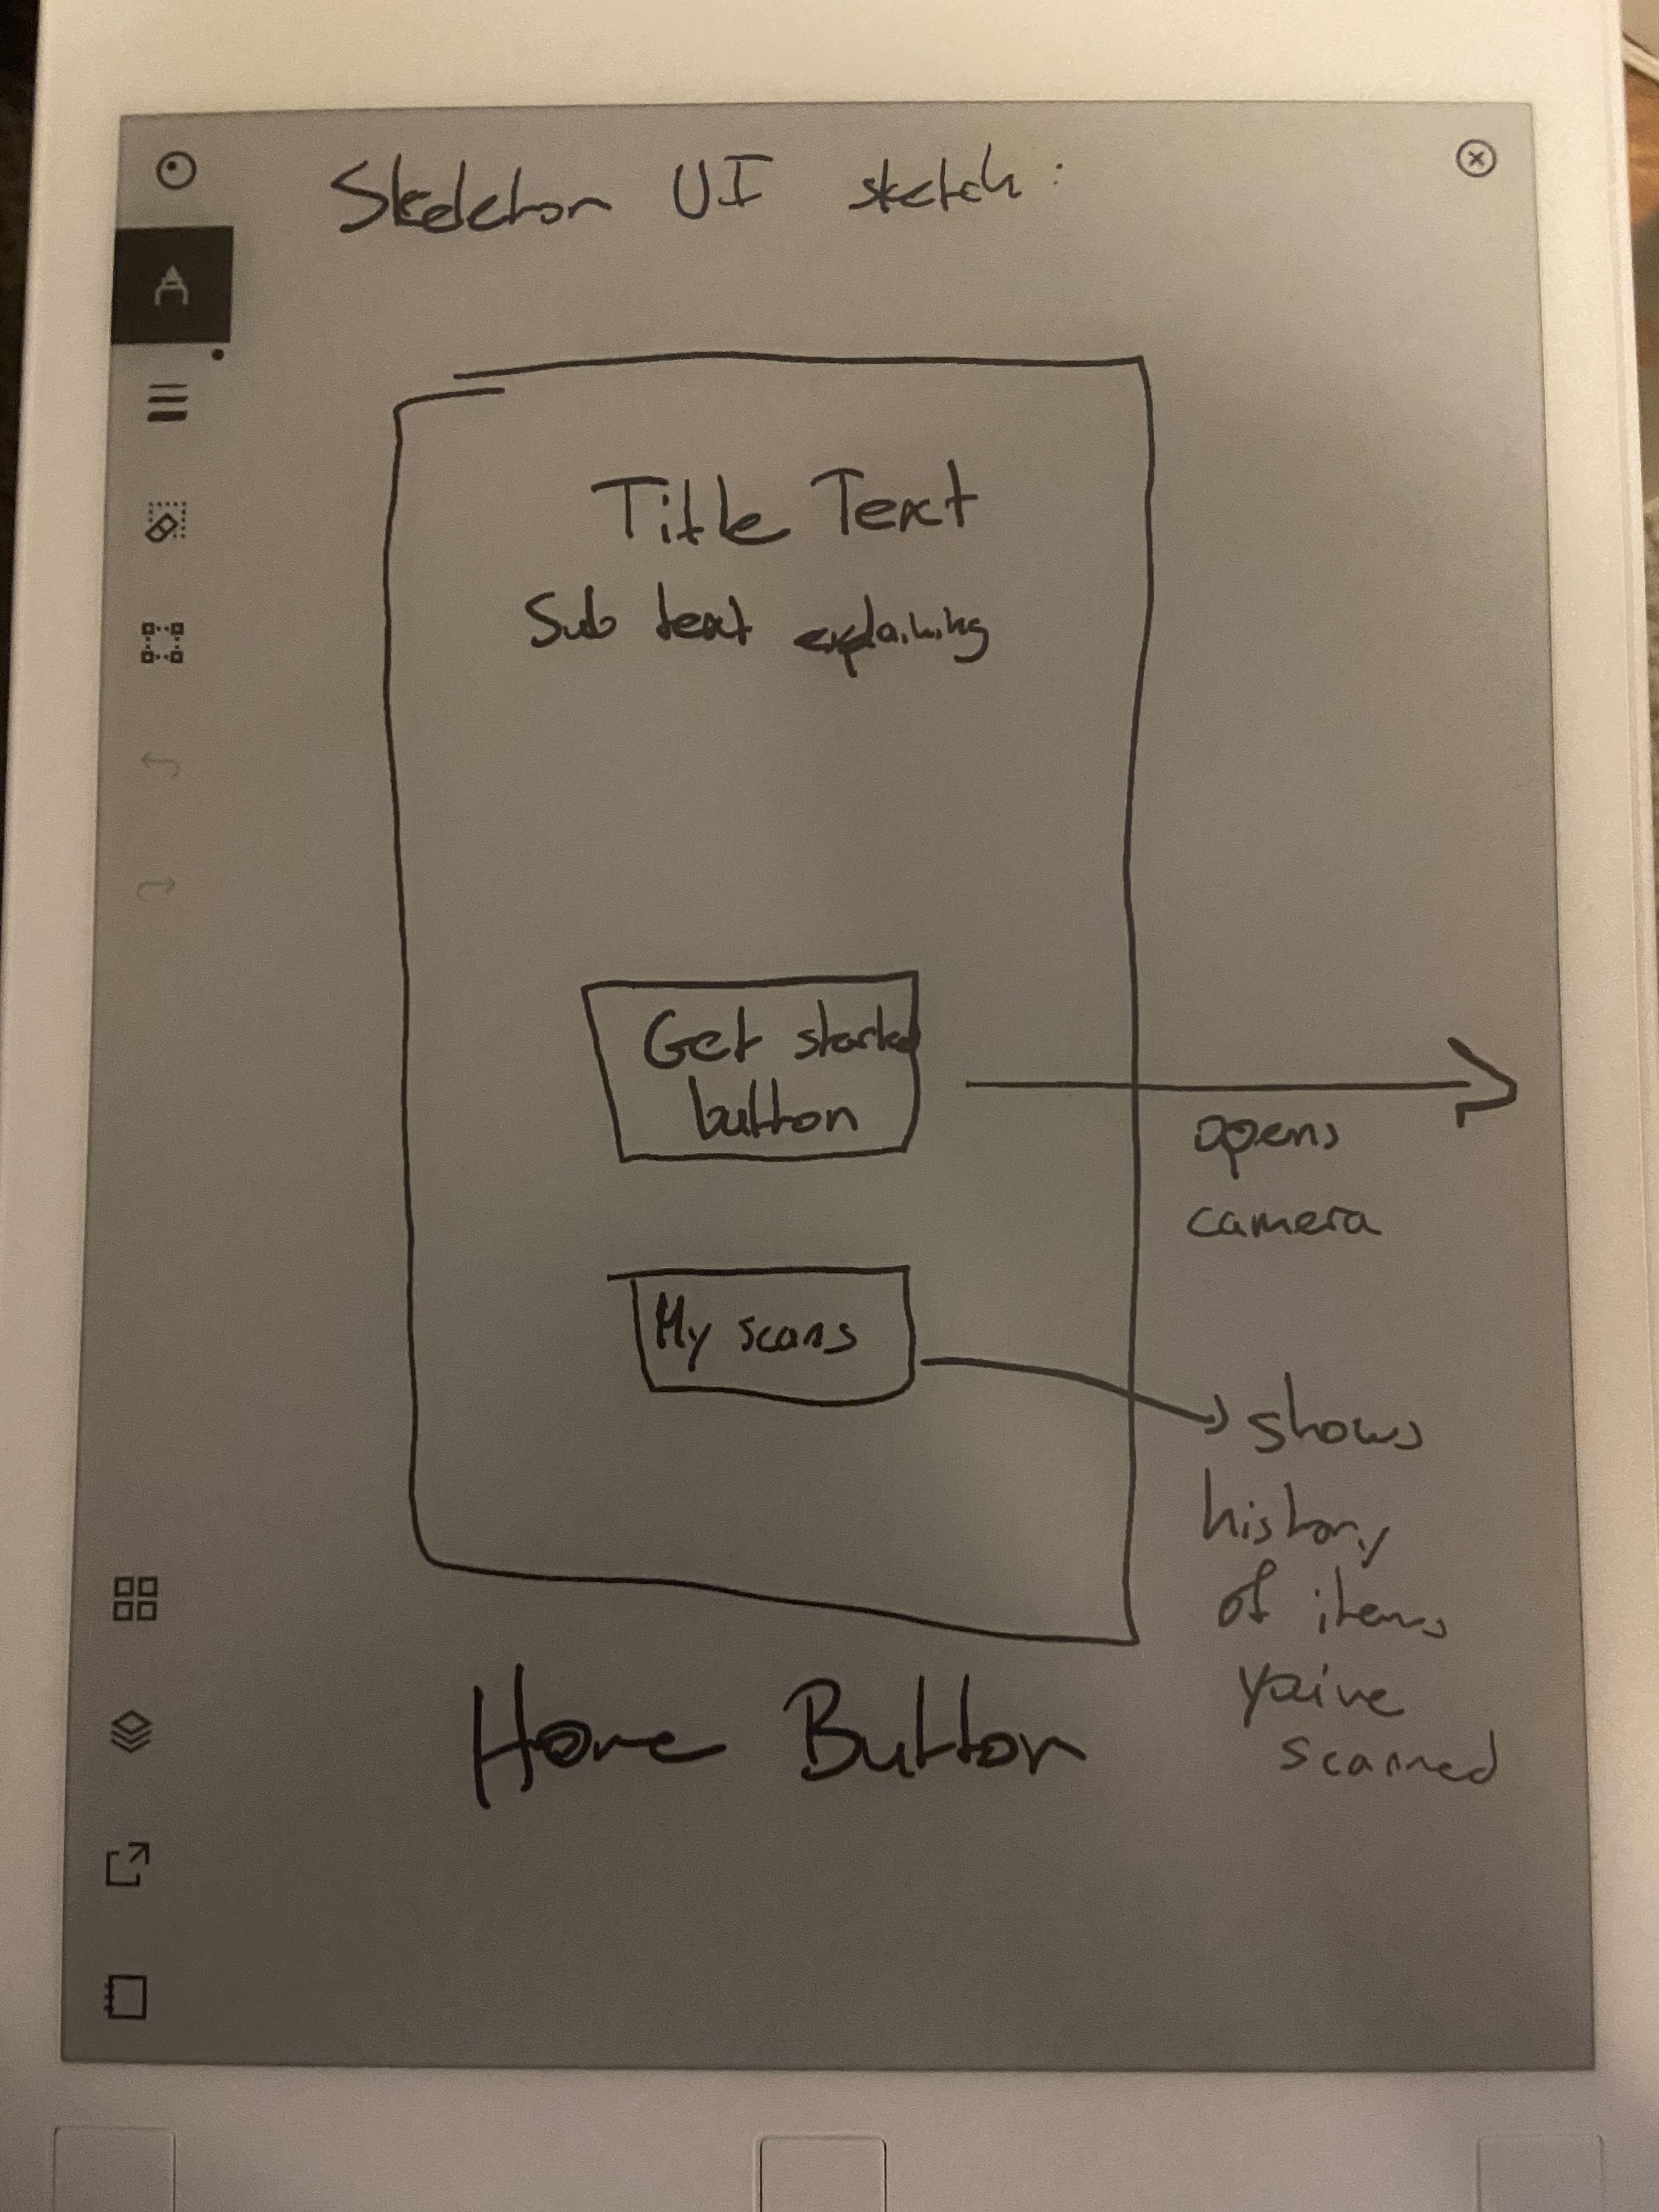 Skeleton UI sketch:
Title Text
Sub text explaining
Get started
button
opens
camera
My scans
shows
history
of items
you've
scanned
Home Button